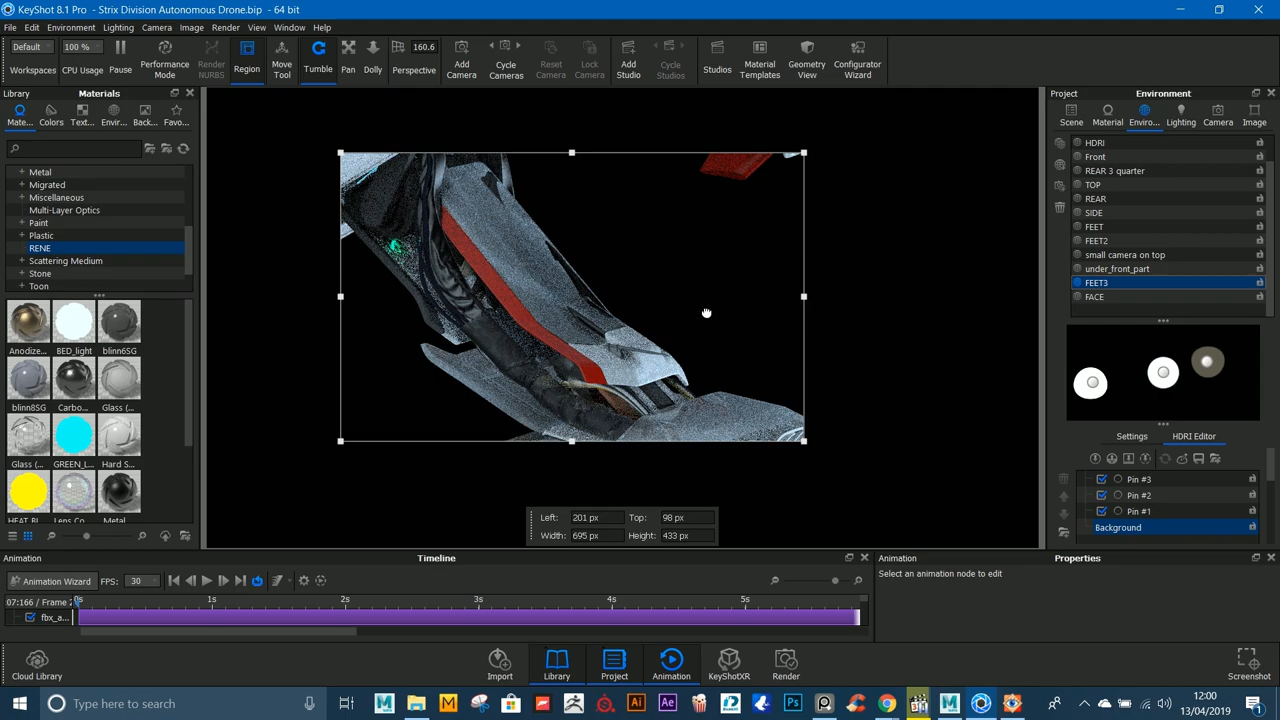 KeyShot 8.1 Pro - Strix Division Autonomous Drone.bip - 64 bit
File Edit Environment Lighting Camera Image Render View Window Help
Default 100 % 160.6
Workspaces CPU Usage Pause Performance Mode Render NURBS Region Move Tool Tumble Pan Dolly Perspective Add Camera Cycle Cameras Reset Camera Lock Camera Add Studio Cycle Studios Studios Material Templates Geometry View Configurator Wizard
Library Materials
Mate... Colors Text... Envir... Back... Favo...
Metal
Migrated
Miscellaneous
Multi-Layer Optics
Paint
Plastic
RENE
Scattering Medium
Stone
Toon
Anodize... BED_light blinn6SG
blinn8SG Carbo... Glass (...
Glass (... GREEN_L... Hard S...
HEAT BL... Lens Co... Metal
Left: 201 px Top: 98 px
Width: 695 px Height: 433 px
Project Environment
Scene Material Enviro... Lighting Camera Image
HDRI
Front
REAR 3 quarter
TOP
REAR
SIDE
FEET
FEET2
small camera on top
under_front_part
FEET3
FACE
Settings HDRI Editor
Pin #3
Pin #2
Pin #1
Background
Animation Timeline
Animation Wizard FPS: 30
07:166 / Frame 2 0s 1s 2s 3s 4s 5s
fbx_a...
Animation Properties
Select an animation node to edit
Cloud Library Import Library Project Animation KeyShotXR Render Screenshot
Type here to search
12:00
13/04/2019